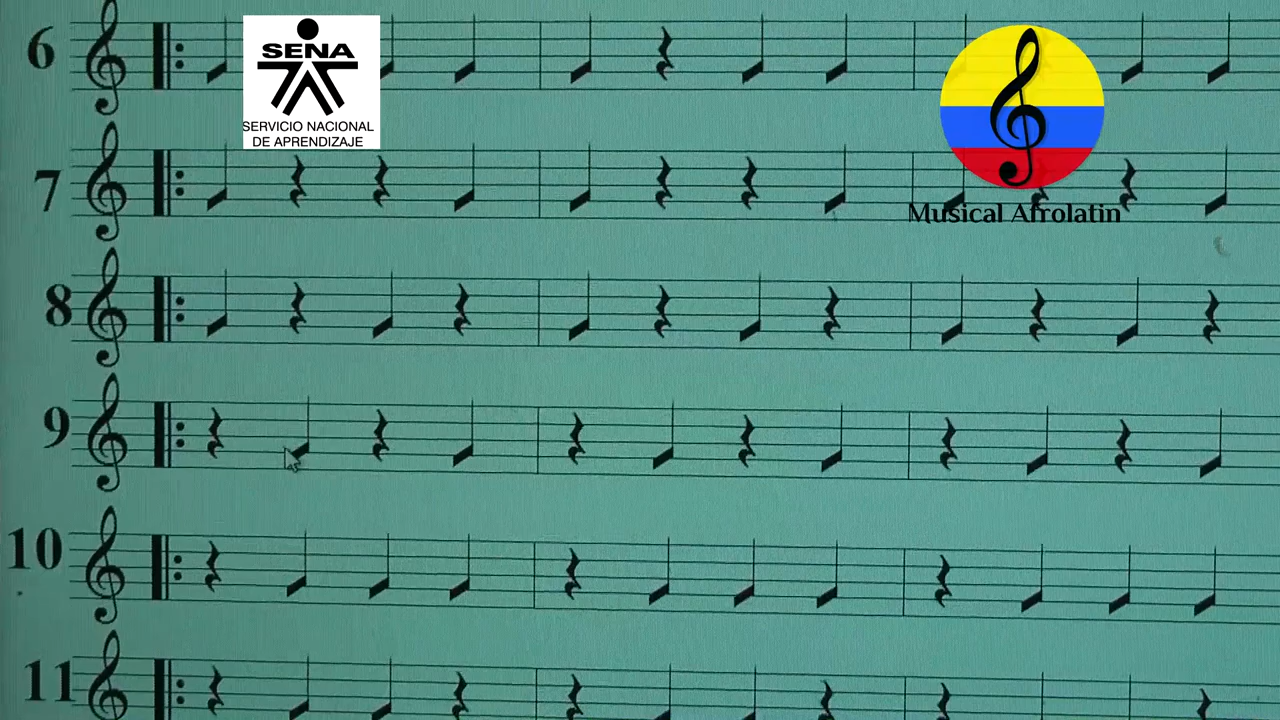 6
SENA
SERVICIO NACIONAL
DE APRENDIZAJE
7
Musical Afrolatin
8
9
10
11